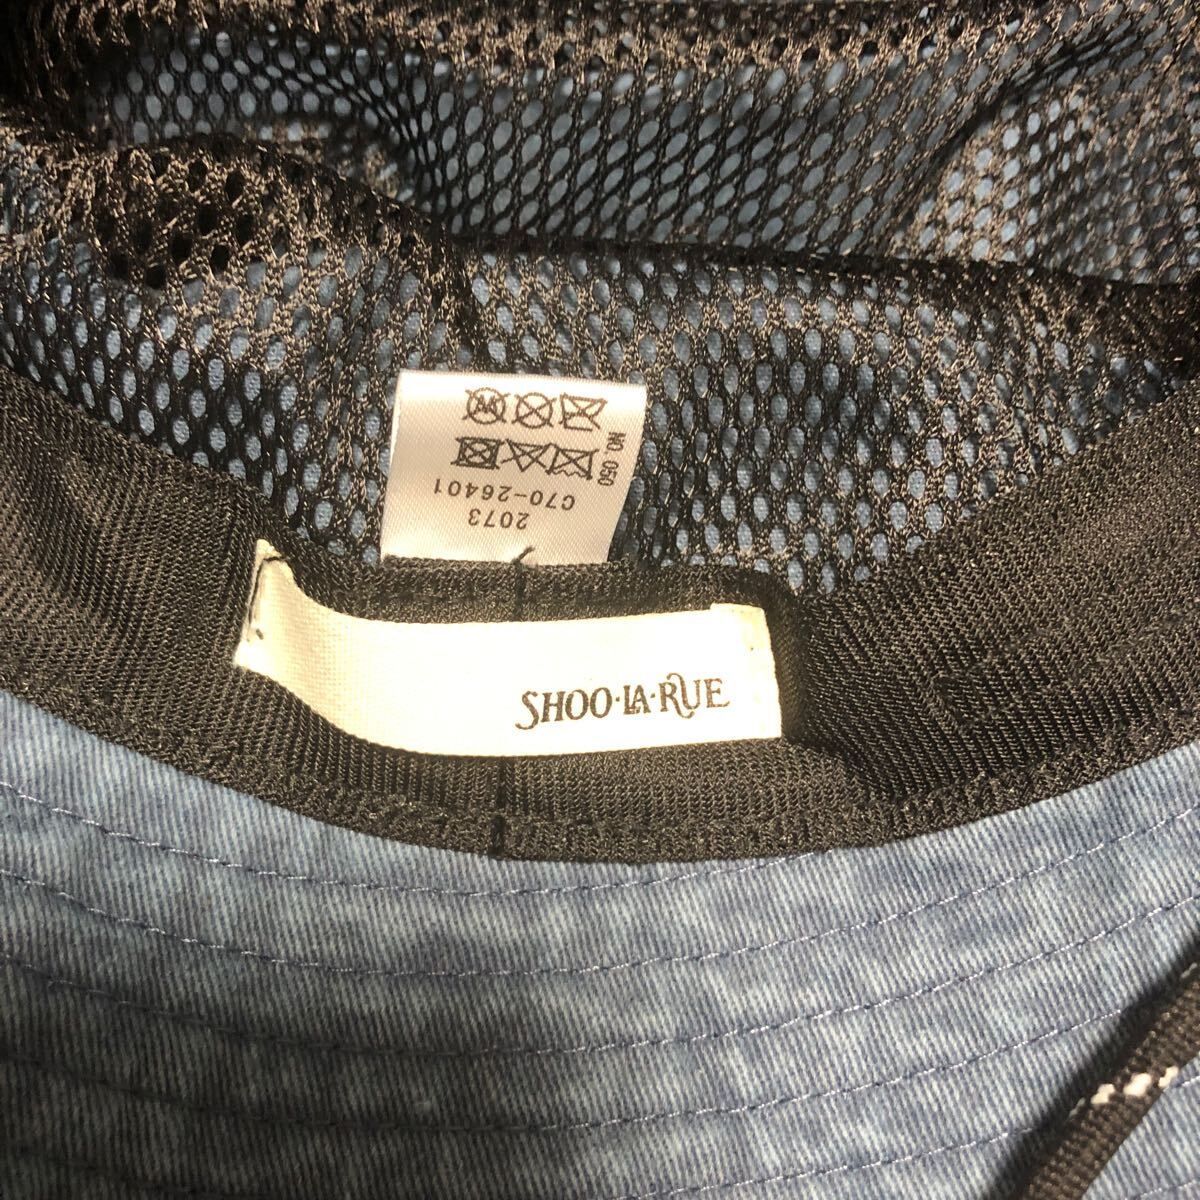 2073
C70-26401
NO. 050
W
SHOO·LA·RUE